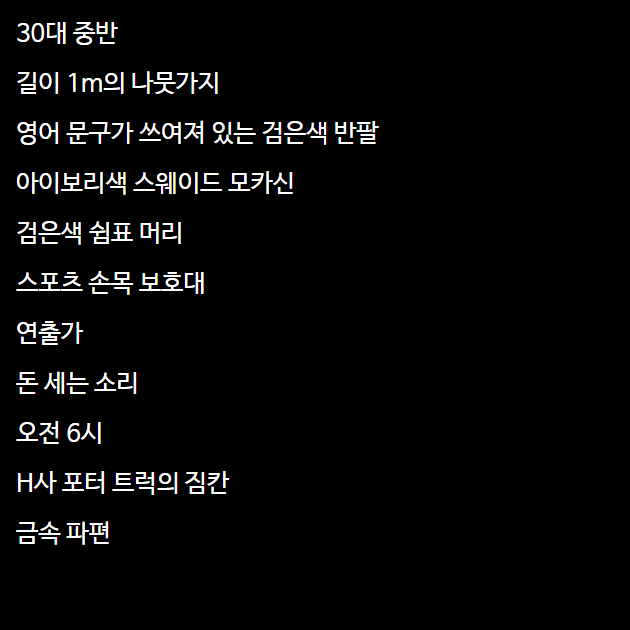 30대 중반
길이 1m의 나뭇가지
영어 문구가 쓰여져 있는 검은색 반팔
아이보리색 스웨이드 모카신
검은색 쉼표 머리
스포츠 손목 보호대
연출가
돈 세는 소리
오전 6시
H사 포터 트럭의 짐칸
금속 파편